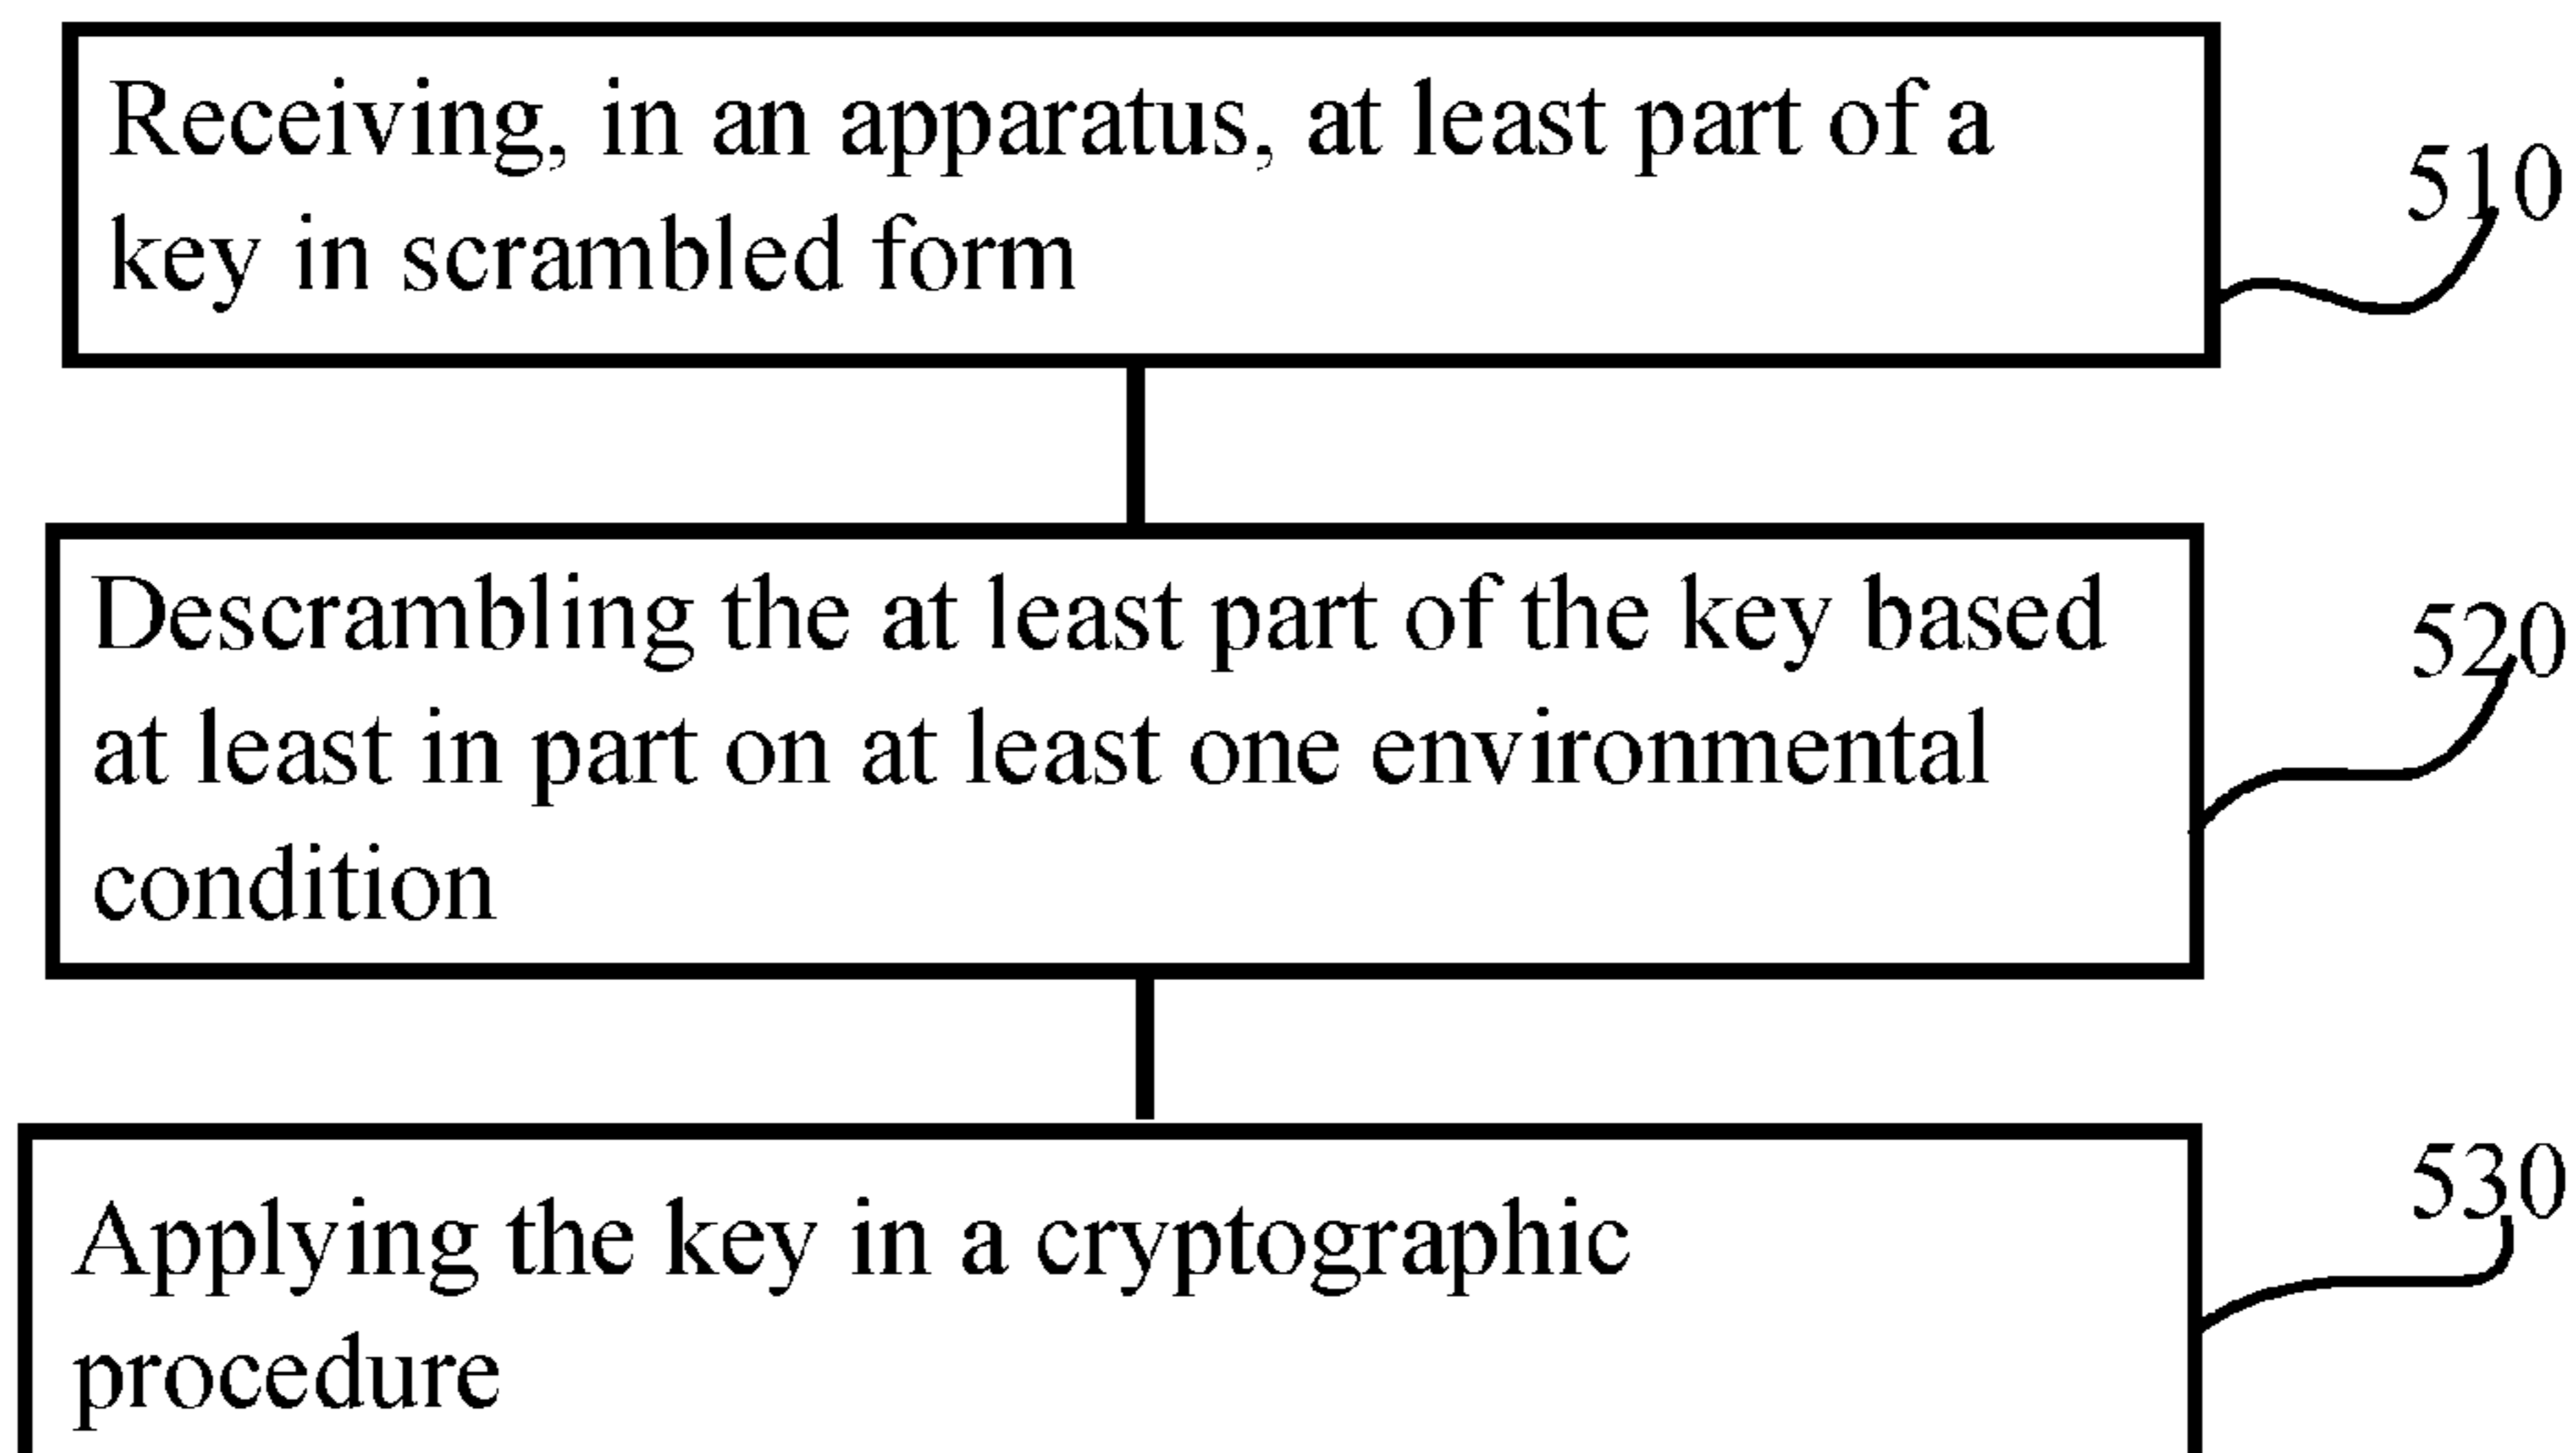 Receiving, in an apparatus, at least part of a
key in scrambled form
510
Descrambling the at least part of the key based
at least in part on at least one environmental
condition
520
Applying the key in a cryptographic
procedure
530